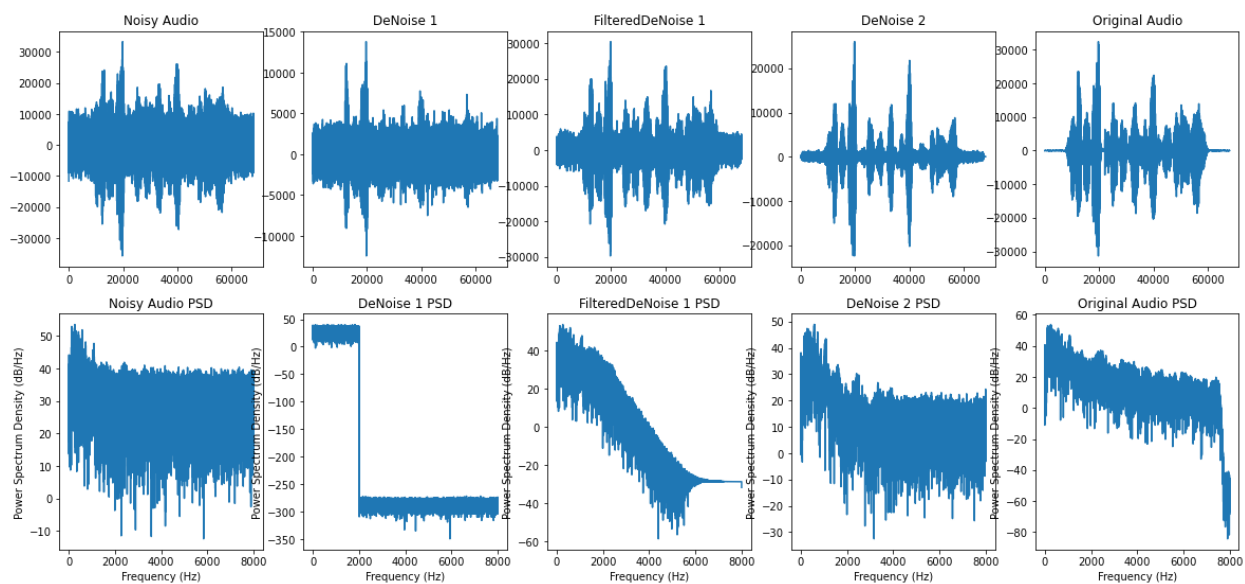 Noisy Audio
DeNoise 1
FilteredDeNoise 1
DeNoise 2
Original Audio
30000
20000
10000
0
−10000
−20000
−30000
0 20000 40000 60000
15000
10000
5000
0
−5000
−10000
0 20000 40000 60000
30000
20000
10000
0
−10000
−20000
−30000
0 20000 40000 60000
20000
10000
0
−10000
−20000
0 20000 40000 60000
30000
20000
10000
0
−10000
−20000
−30000
0 20000 40000 60000
Noisy Audio PSD
DeNoise 1 PSD
FilteredDeNoise 1 PSD
DeNoise 2 PSD
Original Audio PSD
Power Spectrum Density (dB/Hz)
50
40
30
20
10
0
−10
0 2000 4000 6000 8000
Frequency (Hz)
Power Spectrum Density (dB/Hz)
50
0
−50
−100
−150
−200
−250
−300
−350
0 2000 4000 6000 8000
Frequency (Hz)
Power Spectrum Density (dB/Hz)
40
20
0
−20
−40
−60
0 2000 4000 6000 8000
Frequency (Hz)
Power Spectrum Density (dB/Hz)
50
40
30
20
10
0
−10
−20
−30
0 2000 4000 6000 8000
Frequency (Hz)
Power Spectrum Density (dB/Hz)
60
40
20
0
−20
−40
−60
−80
0 2000 4000 6000 8000
Frequency (Hz)